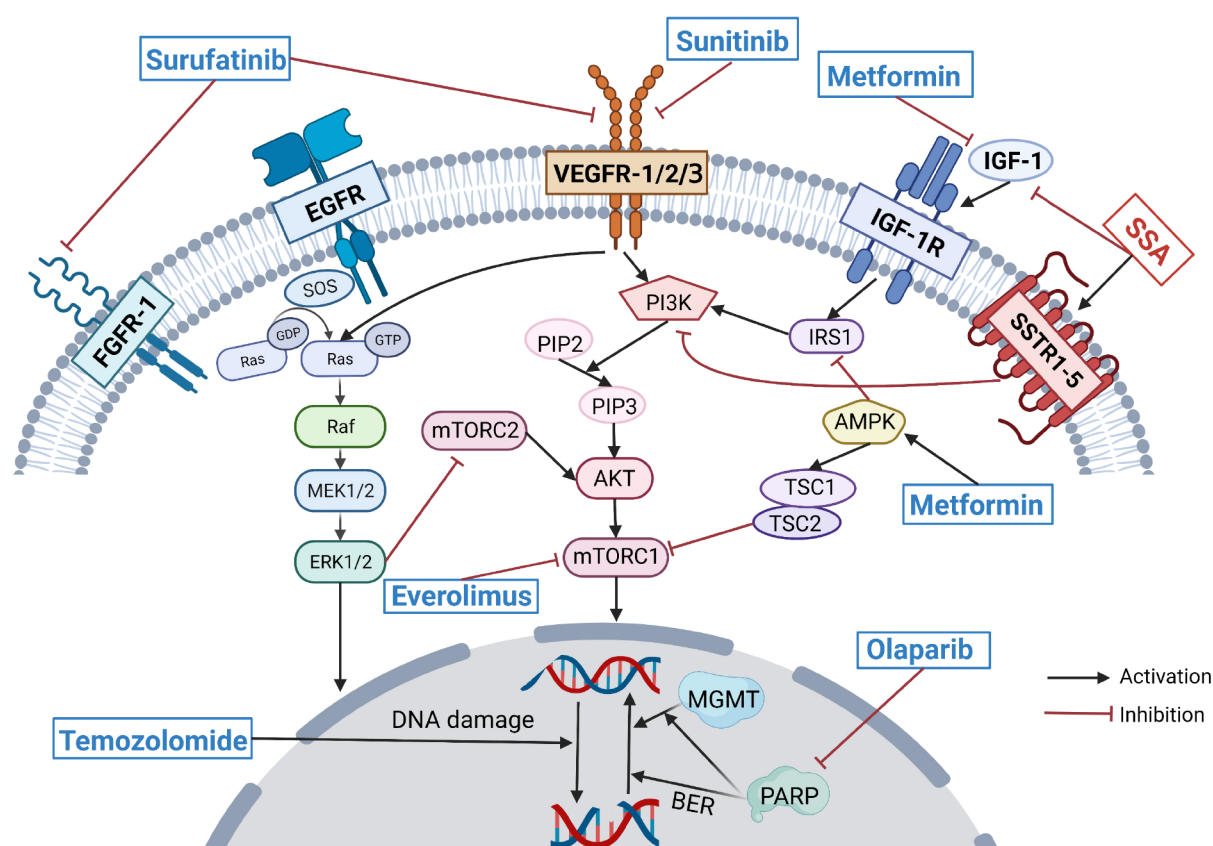 Sunitinib
Surufatinib
Metformin
IGF-1
VEGFR-1/2/3
EGFR
IGF-1R
SSA
SOS
PI3K
FGFR-1
GDP
Ras
Ras
GTP
PIP2
IRS1
SSTR1-5
PIP3
Raf
mTORC2
AMPK
AKT
MEK1/2
TSC1
Metformin
TSC2
ERK1/2
mTORC1
Everolimus
Olaparib
Activation
MGMT
Inhibition
DNA damage
Temozolomide
PARP
BER